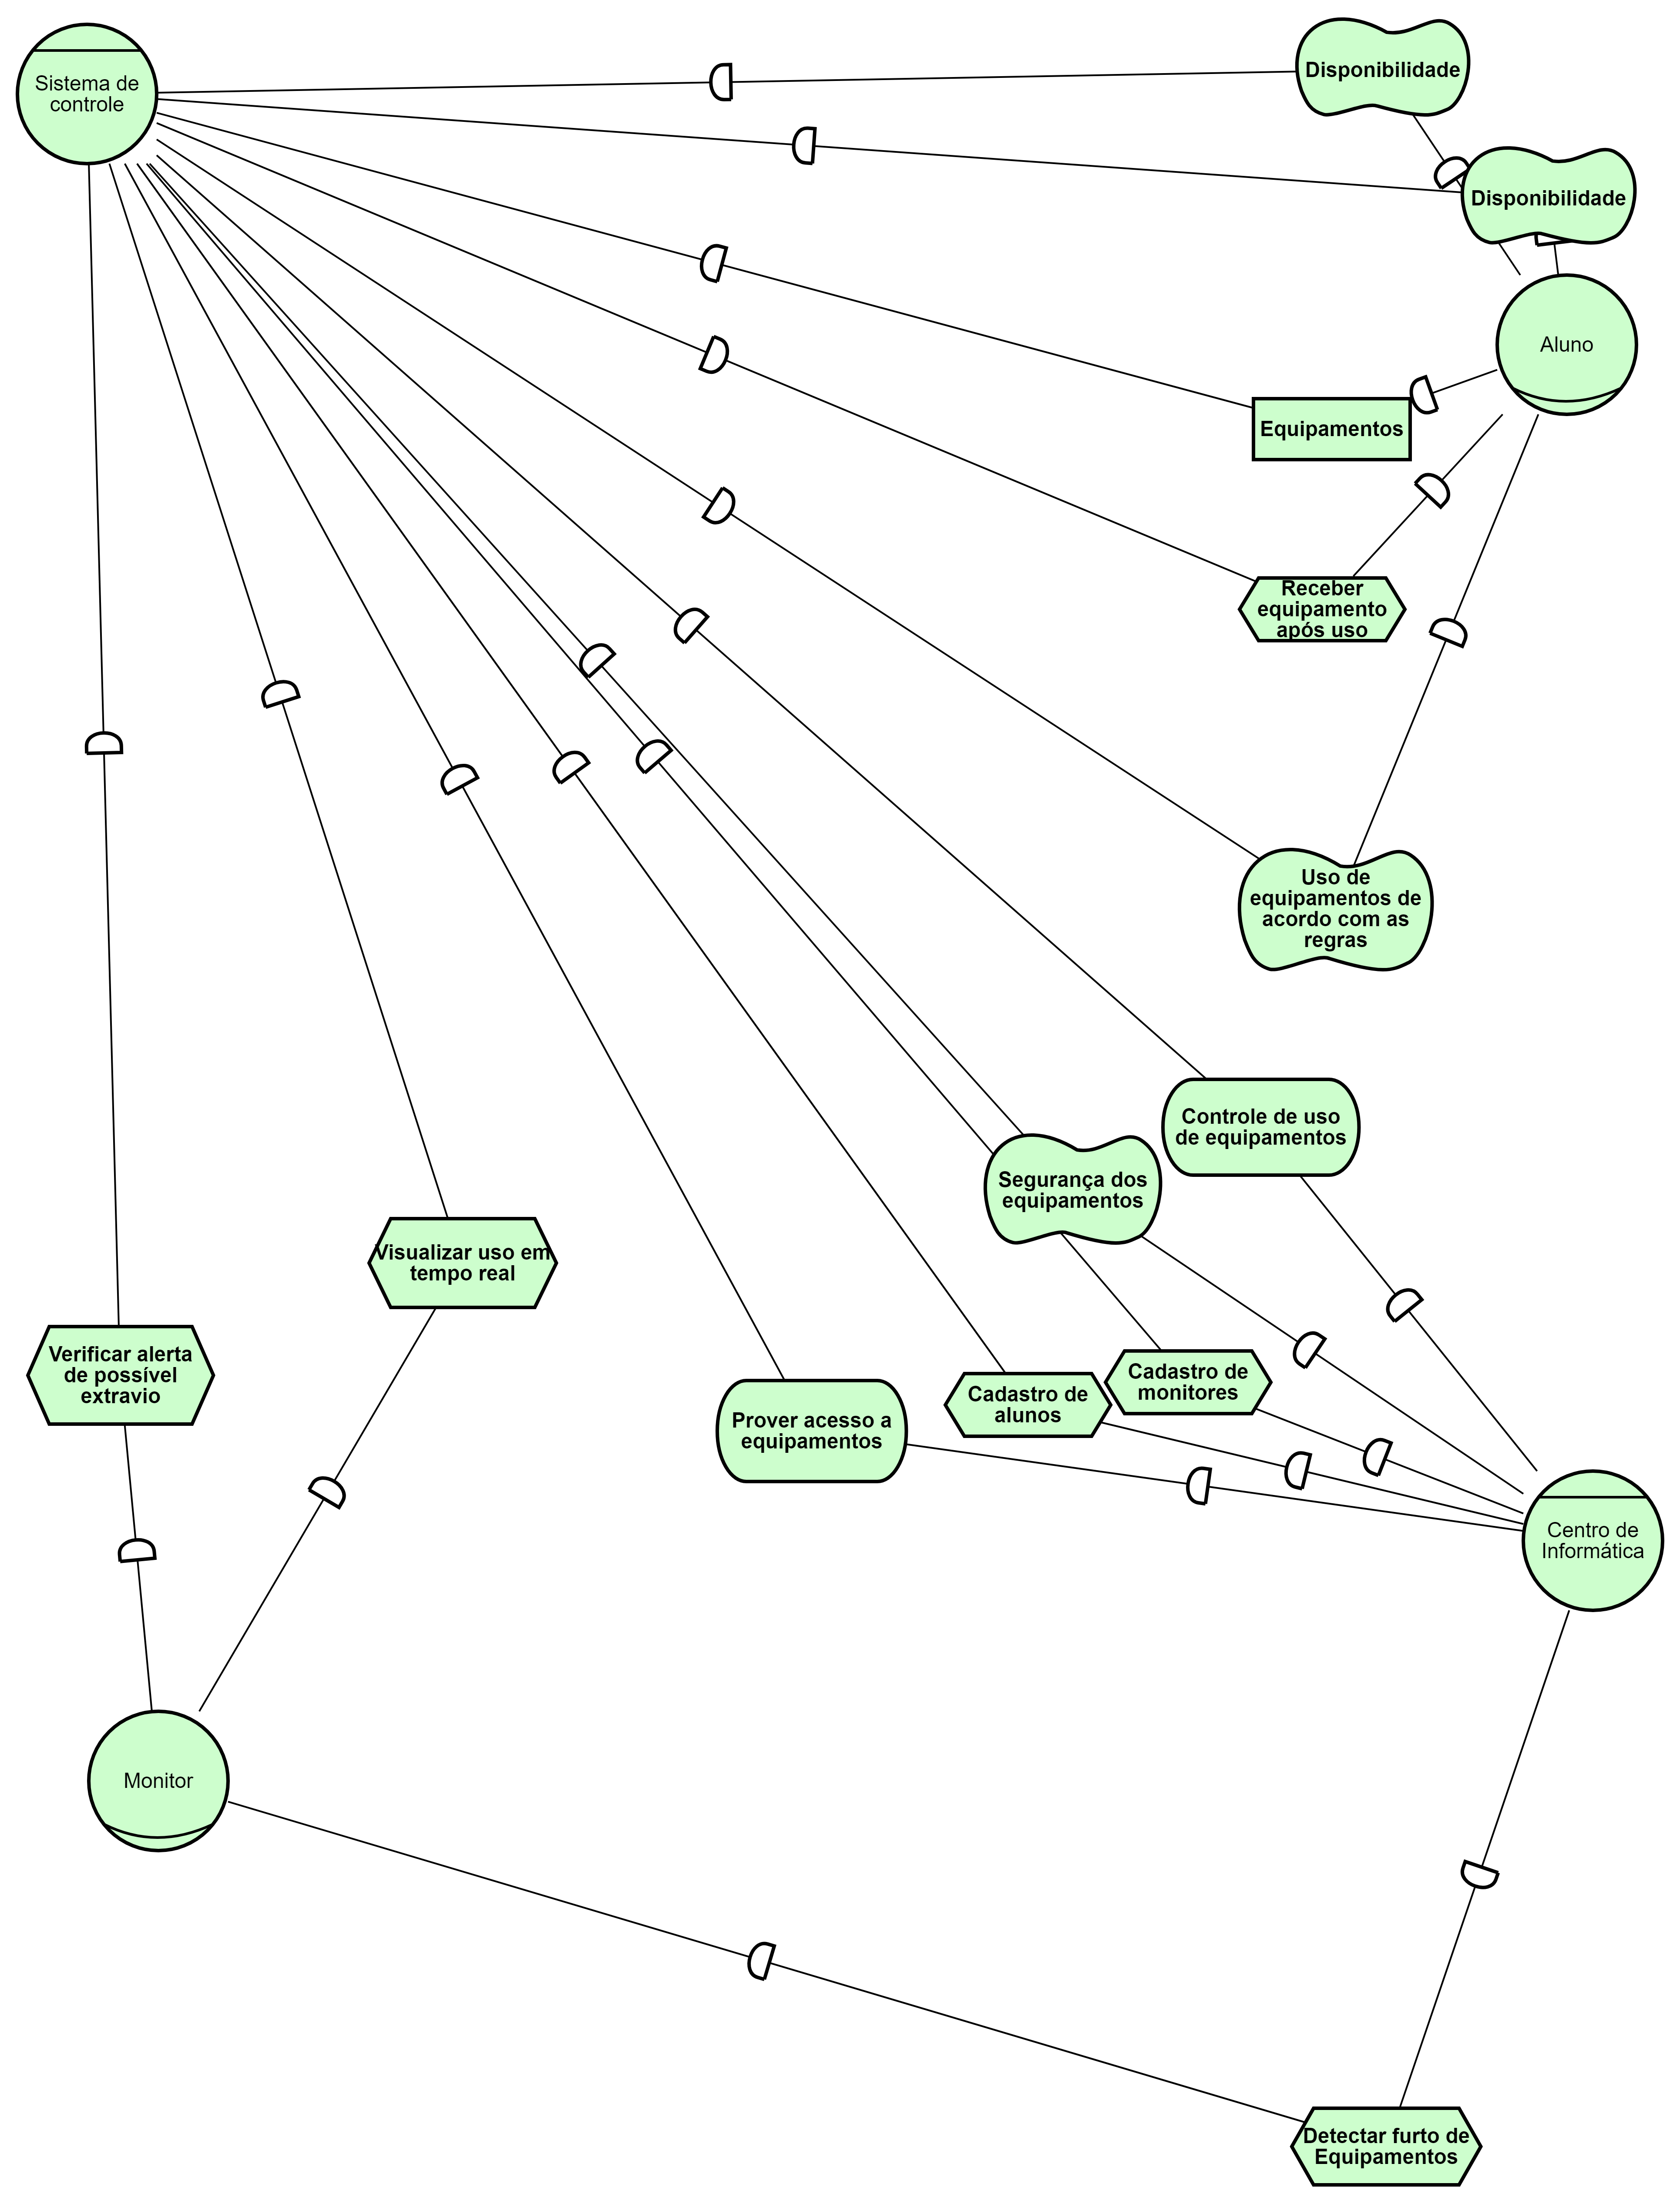 Sistema de
controle
Disponibilidade
Disponibilidade
Aluno
Equipamentos
Receber
equipamento
após uso
Uso de
equipamentos de
acordo com as
regras
Controle de uso
de equipamentos
Segurança dos
equipamentos
Visualizar uso em
tempo real
Verificar alerta
de possível
extravio
Cadastro de
monitores
Cadastro de
alunos
Prover acesso a
equipamentos
Centro de
Informática
Monitor
Detectar furto de
Equipamentos